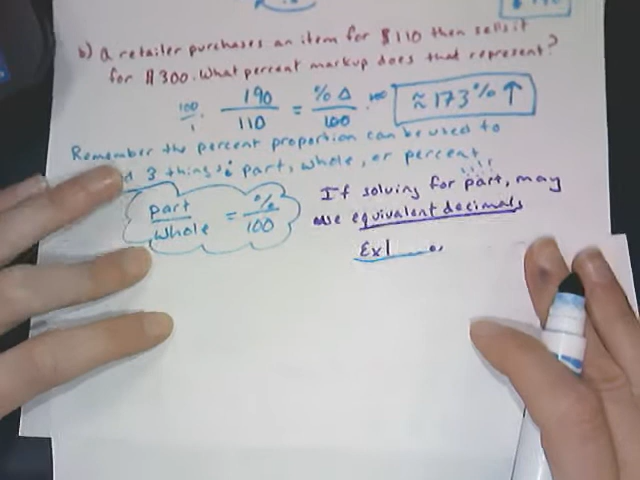 b) A retailer purchases an item for $110 then sells it
for $300. What percent markup does that represent?
100/1 · 190/110 = % Δ/100 · 100 ≈ 173% ↑
Remember the percent proportion can be used to
3 things: part, whole, or percent
part/whole = %/100
If solving for part, may
use equivalent decimals
Ex1